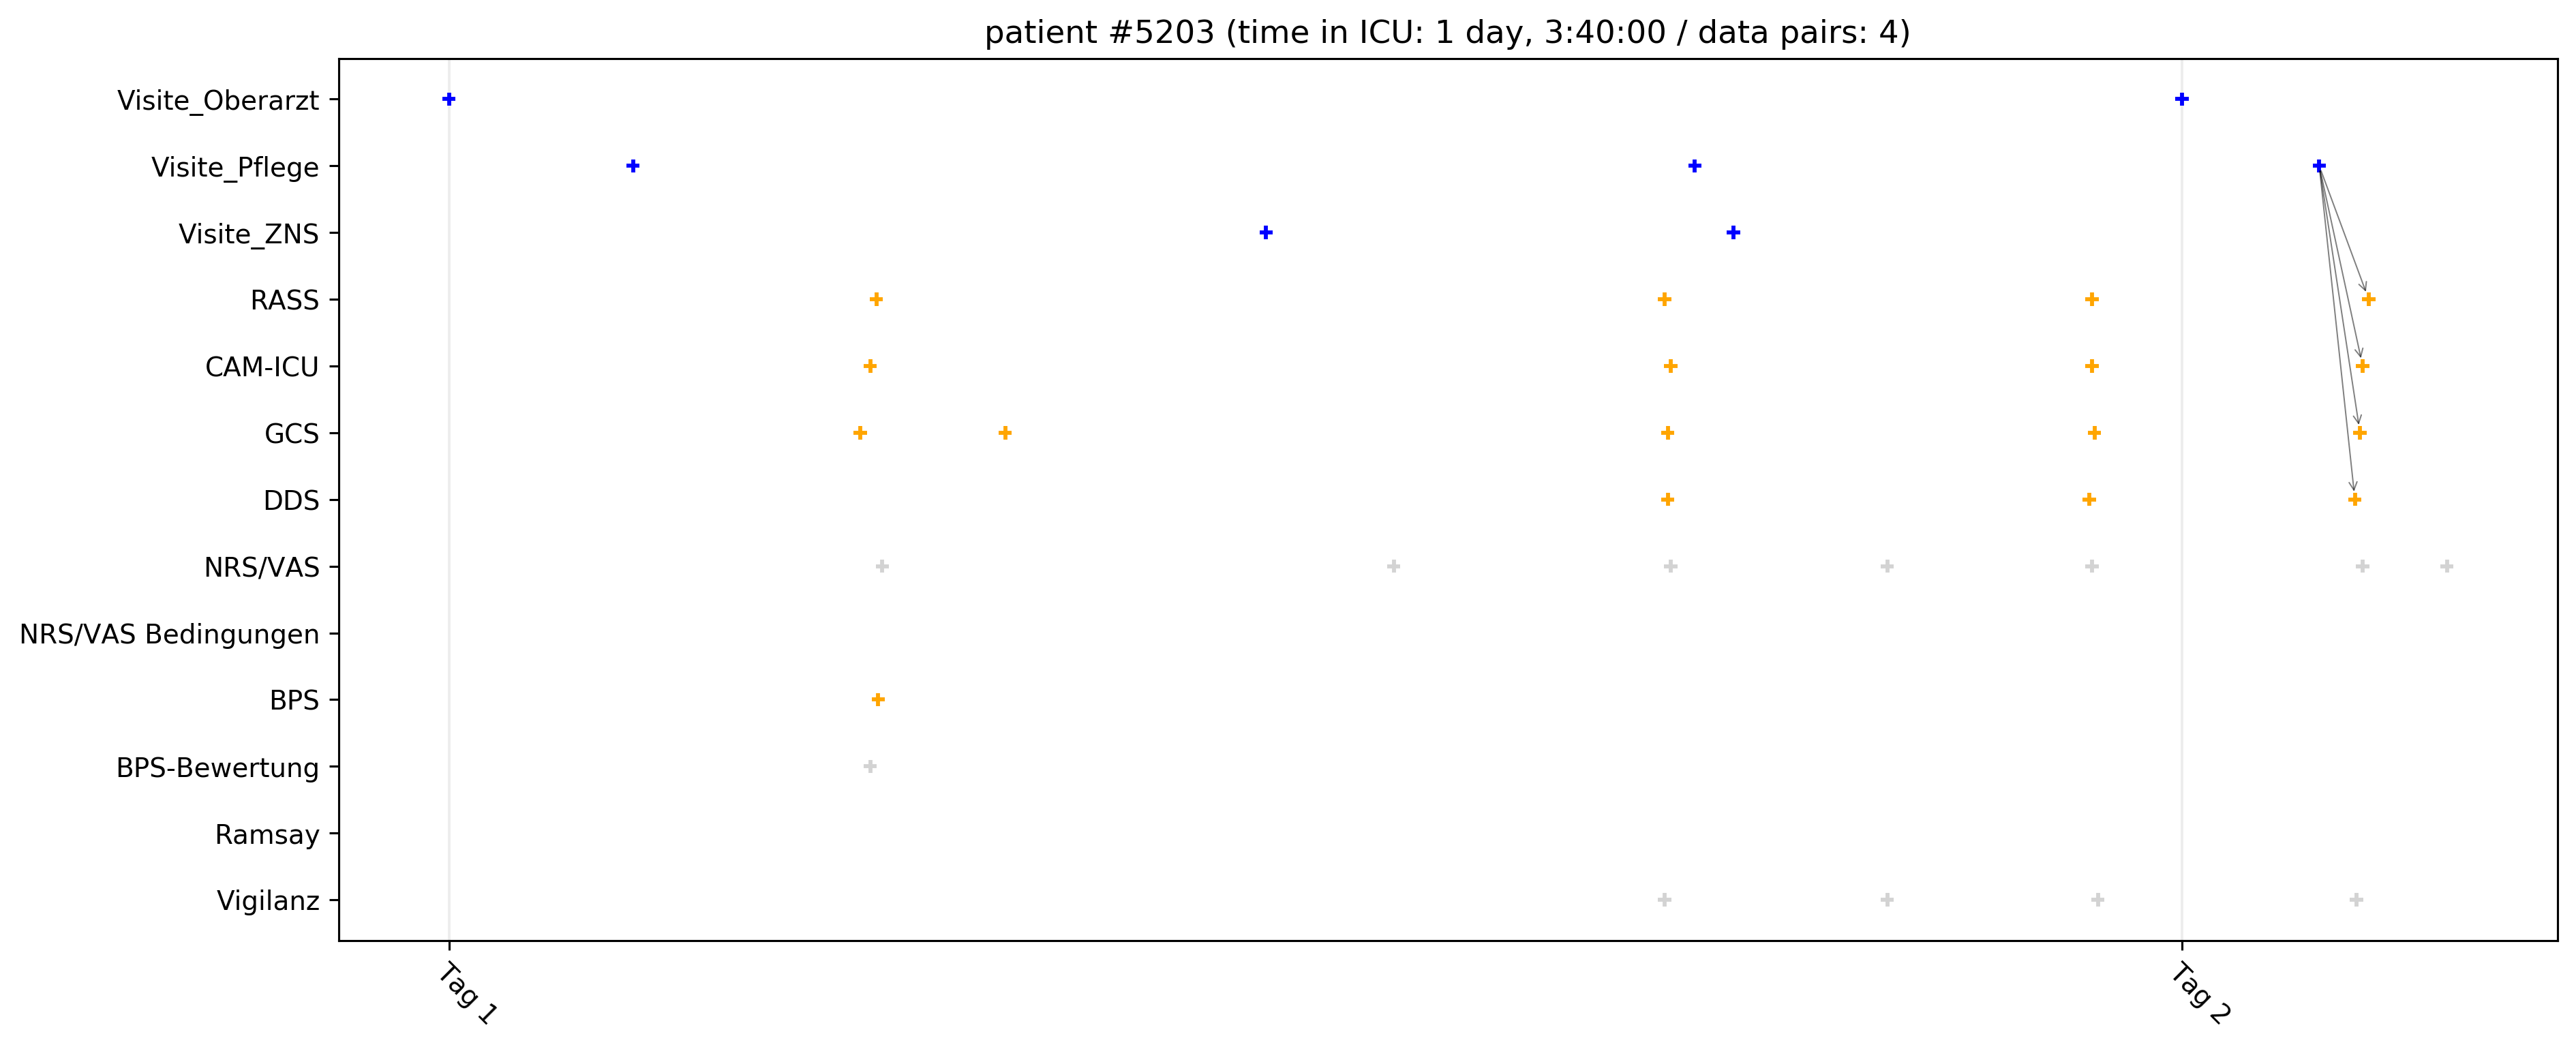 patient #5203 (time in ICU: 1 day, 3:40:00 / data pairs: 4)
Visite_Oberarzt
Visite_Pflege
Visite_ZNS
RASS
CAM-ICU
GCS
DDS
NRS/VAS
NRS/VAS Bedingungen
BPS
BPS-Bewertung
Ramsay
Vigilanz
Tag 1
Tag 2